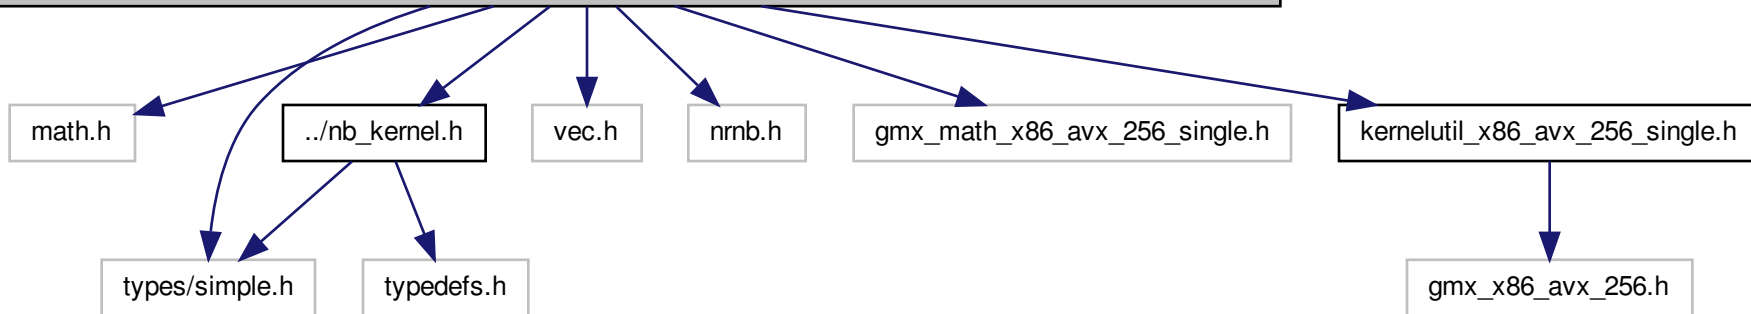 math.h
../nb_kernel.h
vec.h
nrnb.h
gmx_math_x86_avx_256_single.h
kernelutil_x86_avx_256_single.h
types/simple.h
typedefs.h
gmx_x86_avx_256.h